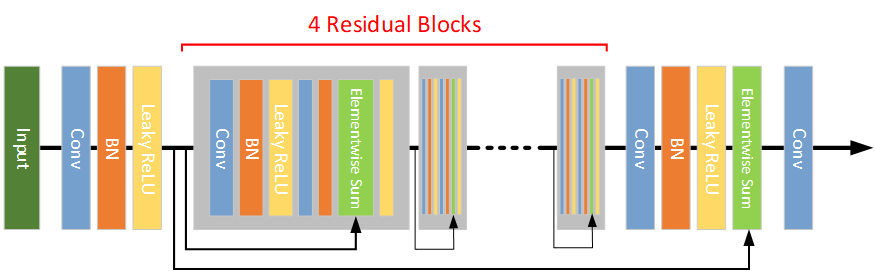 4 Residual Blocks
Input
Conv
BN
Leaky ReLU
Conv
BN
Leaky ReLU
Elementwise Sum
Conv
BN
Leaky ReLU
Elementwise Sum
Conv